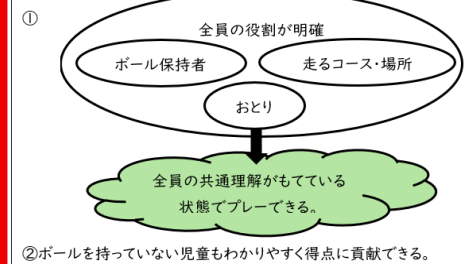 ①
全員の役割が明確
ボール保持者
走るコース・場所
おとり
全員の共通理解がもてている
状態でプレーできる。
②ボールを持っていない児童もわかりやすく得点に貢献できる。